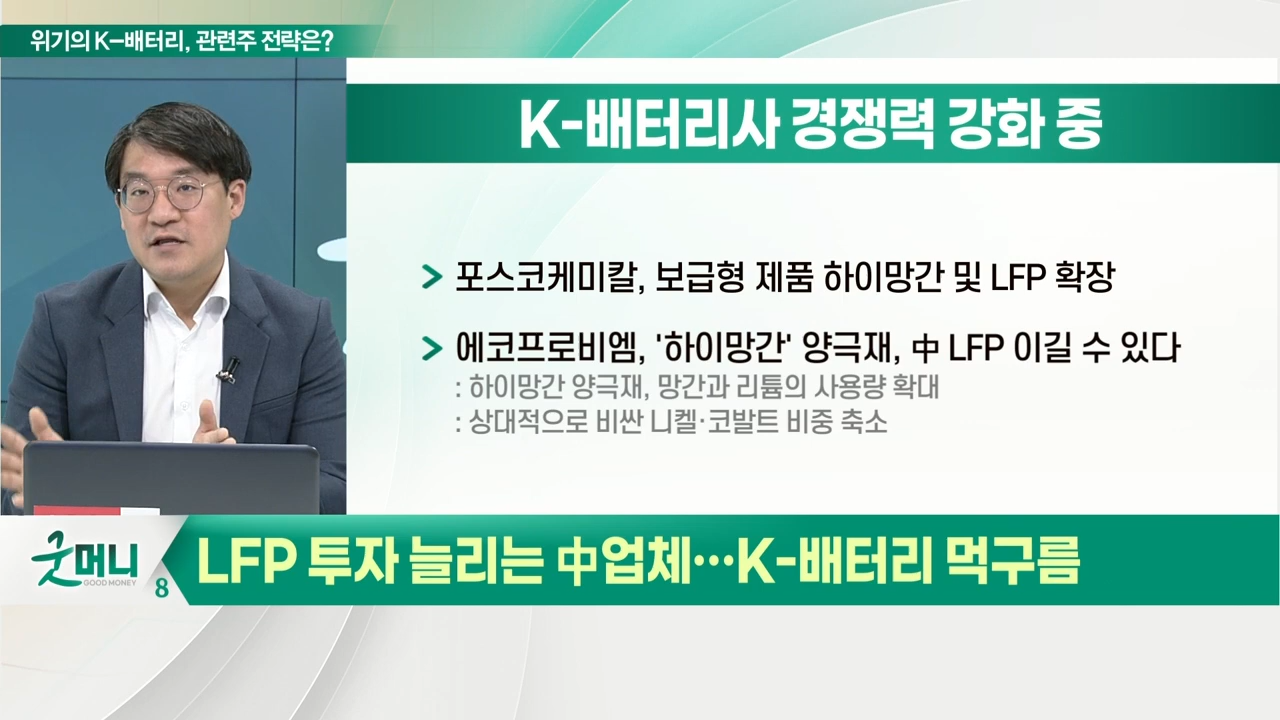 위기의 K-배터리, 관련주 전략은?
K-배터리사 경쟁력 강화 중
포스코케미칼, 보급형 제품 하이망간 및 LFP 확장
에코프로비엠, '하이망간' 양극재, 中 LFP 이길 수 있다
: 하이망간 양극재, 망간과 리튬의 사용량 확대
: 상대적으로 비싼 니켈·코발트 비중 축소
굿머니
GOOD MONEY
8
LFP 투자 늘리는 中업체…K-배터리 먹구름